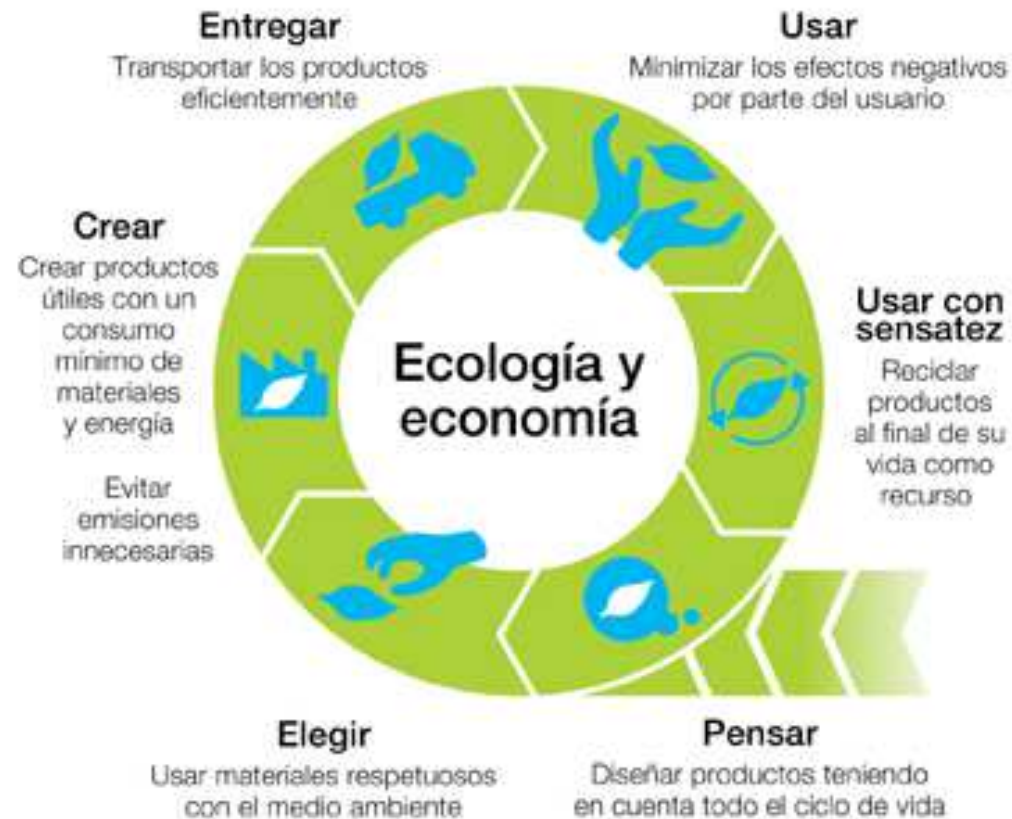 Entregar
Transportar los productos
eficientemente
Usar
Minimizar los efectos negativos
por parte del usuario
Crear
Crear productos
útiles con un
consumo
mínimo de
materiales
y energía
Evitar
emisiones
innecesarias
Ecología y
economía
Usar con
sensatez
Reciclar
productos
al final de su
vida como
recurso
Elegir
Usar materiales respetuosos
con el medio ambiente
Pensar
Diseñar productos teniendo
en cuenta todo el ciclo de vida